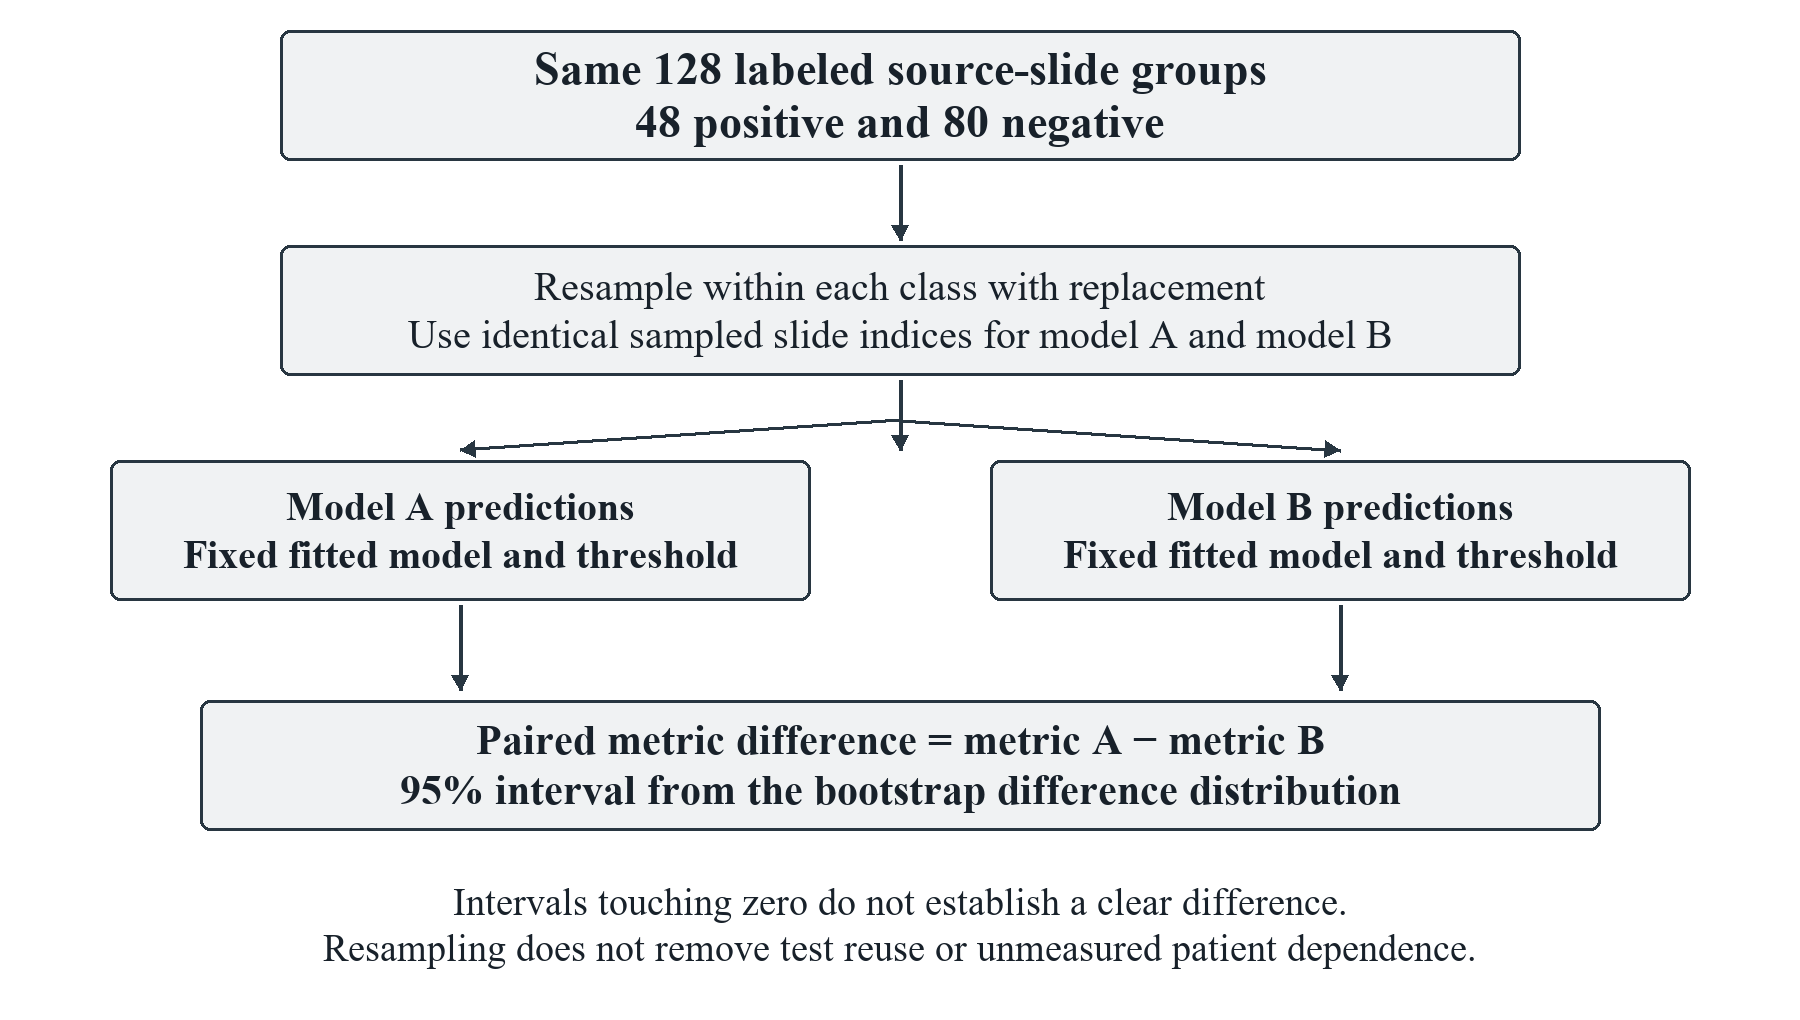 Same 128 labeled source-slide groups
48 positive and 80 negative
Resample within each class with replacement
Use identical sampled slide indices for model A and model B
Model A predictions
Fixed fitted model and threshold
Model B predictions
Fixed fitted model and threshold
Paired metric difference = metric A − metric B
95% interval from the bootstrap difference distribution
Intervals touching zero do not establish a clear difference.
Resampling does not remove test reuse or unmeasured patient dependence.